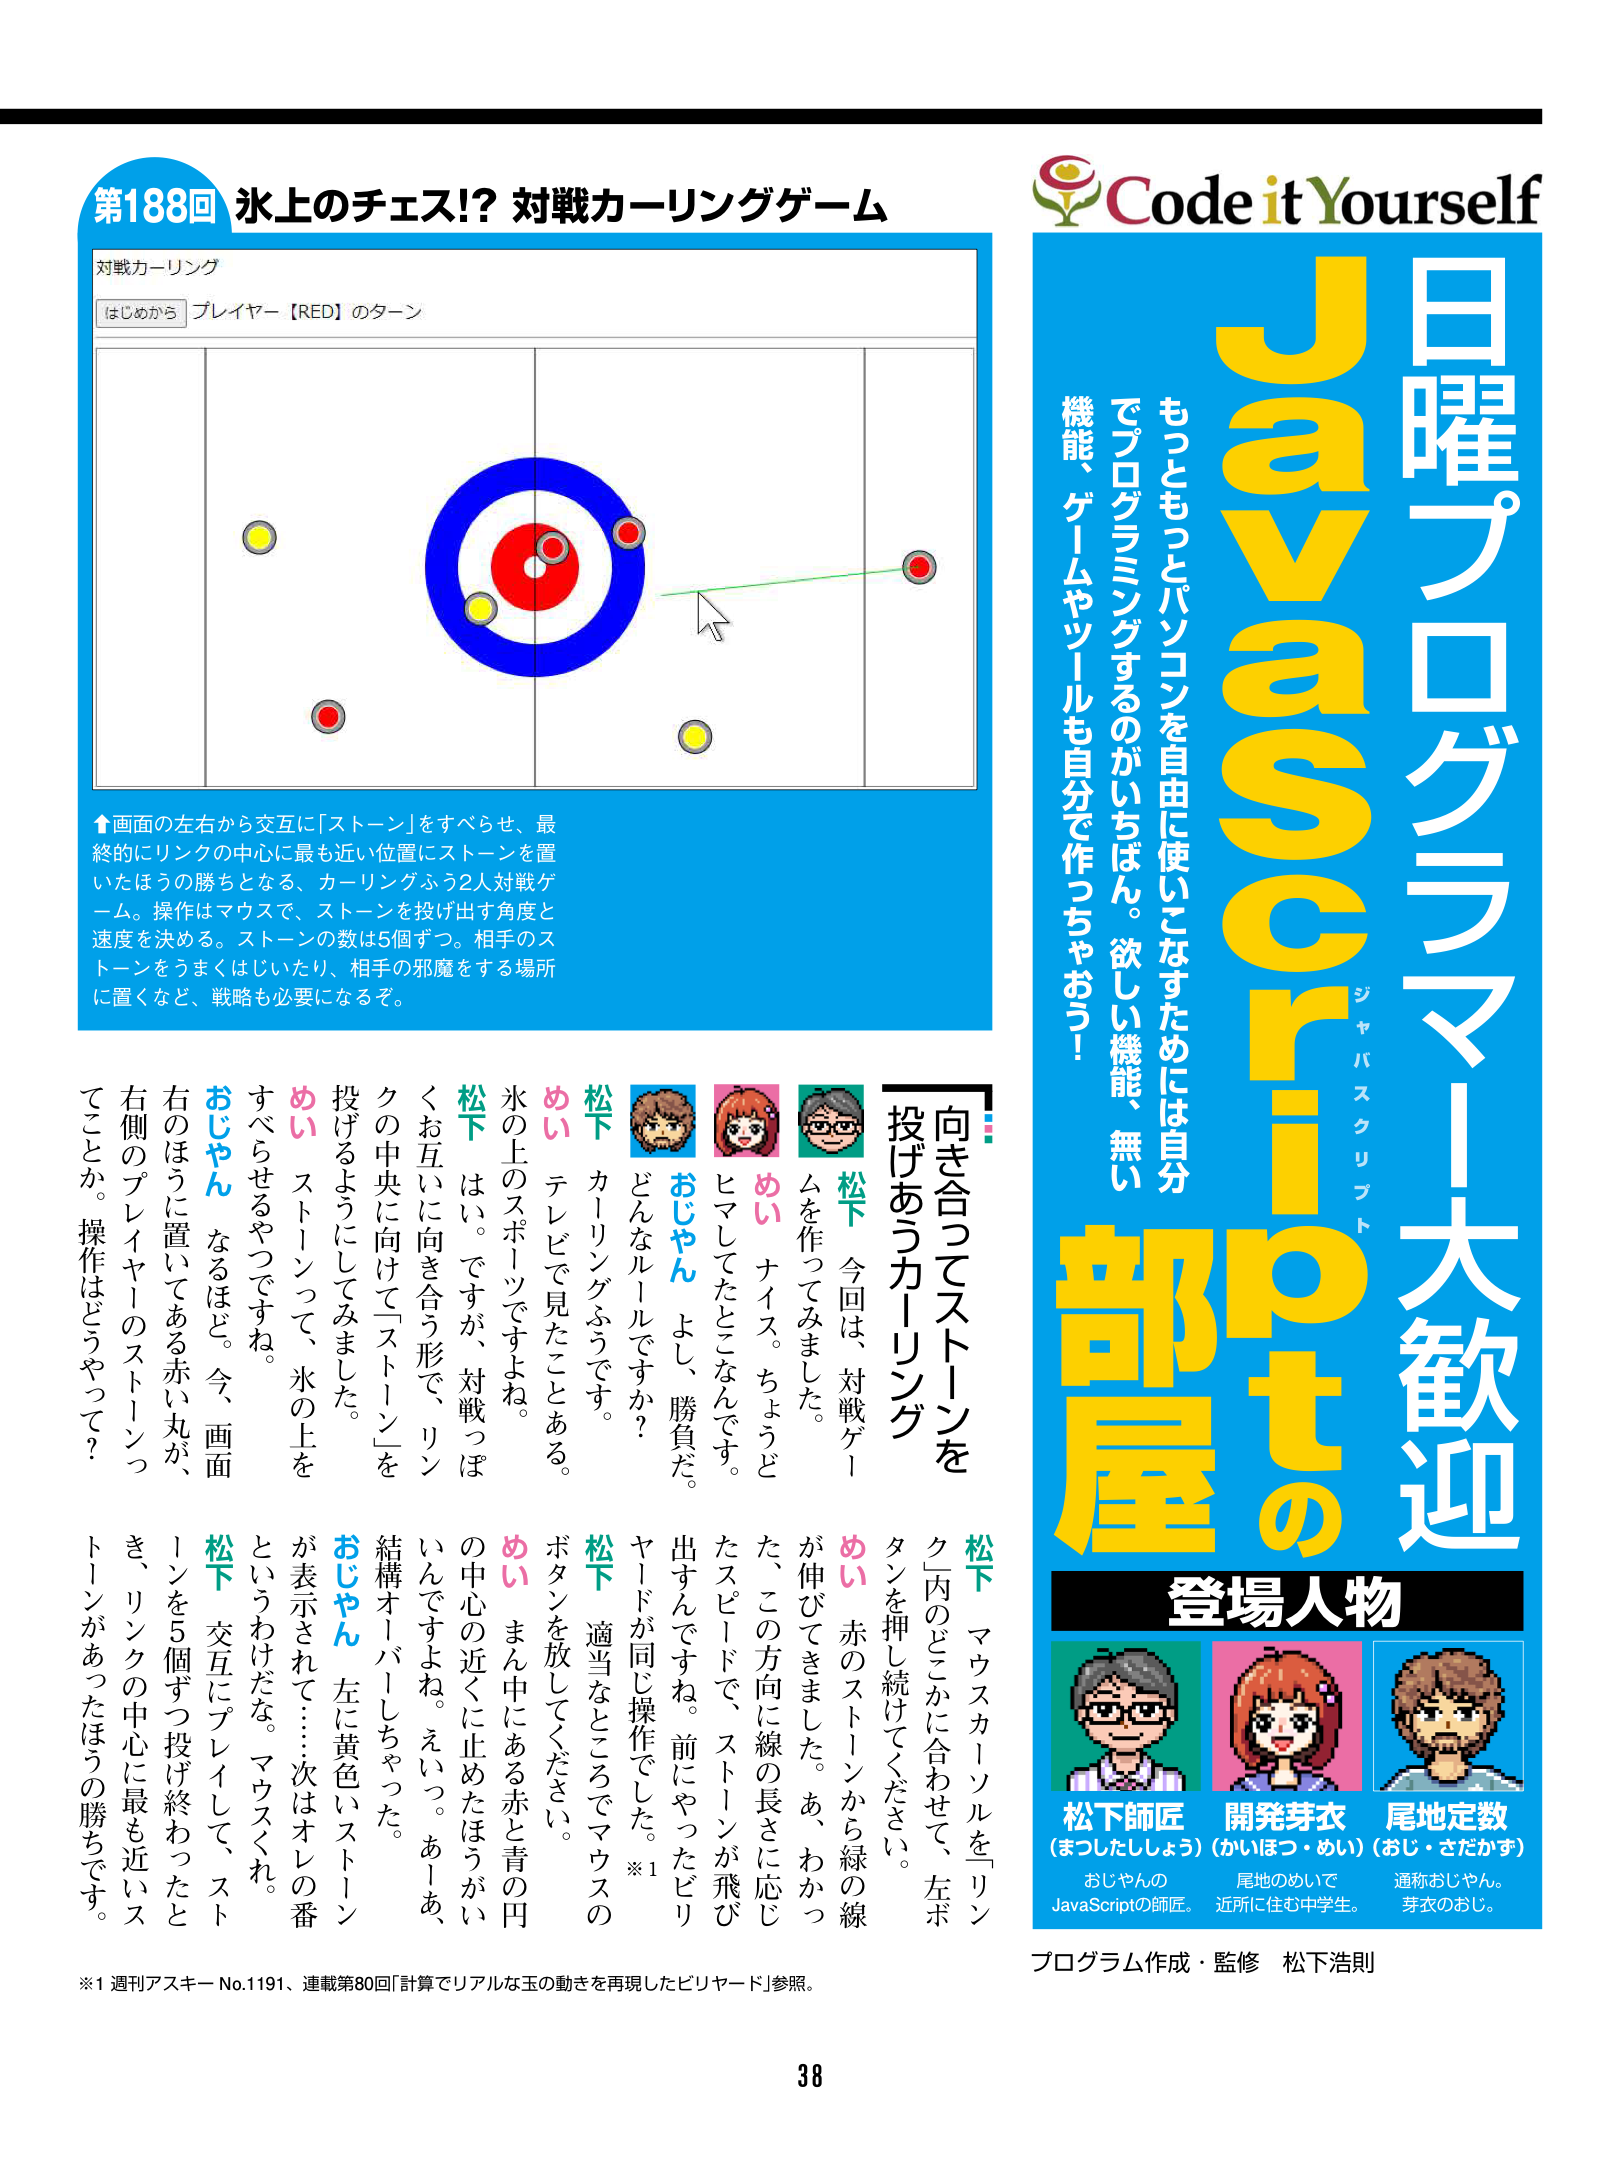 Code it Yourself
日曜プログラマー大歓迎
JavaScriptの
ジャバスクリプト
部屋
もっともっとパソコンを自由に使いこなすためには自分
でプログラミングするのがいちばん。欲しい機能、無い
機能、ゲームやツールも自分で作っちゃおう！
登場人物
松下師匠
(まつしたししょう)
おじやんの
JavaScriptの師匠。
開発芽衣
(かいほつ・めい)
尾地のめいで
近所に住む中学生。
尾地定数
(おじ・さだかず)
通称おじやん。
芽衣のおじ。
プログラム作成・監修　松下浩則
第188回 氷上のチェス!? 対戦カーリングゲーム
対戦カーリング
はじめから プレイヤー【RED】のターン
⬆画面の左右から交互に「ストーン」をすべらせ、最
終的にリンクの中心に最も近い位置にストーンを置
いたほうの勝ちとなる、カーリングふう2人対戦ゲ
ーム。操作はマウスで、ストーンを投げ出す角度と
速度を決める。ストーンの数は5個ずつ。相手のス
トーンをうまくはじいたり、相手の邪魔をする場所
に置くなど、戦略も必要になるぞ。
向き合ってストーンを
投げあうカーリング
松下　今回は、対戦ゲー
ムを作ってみました。
めい　ナイス。ちょうど
ヒマしてたとこなんです。
おじやん　よし、勝負だ。
どんなルールですか？
松下　カーリングふうです。
めい　テレビで見たことある。
氷の上のスポーツですよね。
松下　はい。ですが、対戦っぽ
くお互いに向き合う形で、リン
クの中央に向けて「ストーン」を
投げるようにしてみました。
めい　ストーンって、氷の上を
すべらせるやつですね。
おじやん　なるほど。今、画面
右のほうに置いてある赤い丸が、
右側のプレイヤーのストーンっ
てことか。操作はどうやって？
松下　マウスカーソルを「リン
ク」内のどこかに合わせて、左ボ
タンを押し続けてください。
めい　赤のストーンから緑の線
が伸びてきました。あ、わかっ
た、この方向に線の長さに応じ
たスピードで、ストーンが飛び
出すんですね。前にやったビリ
ヤードが同じ操作でした。※1
松下　適当なところでマウスの
ボタンを放してください。
めい　まん中にある赤と青の円
の中心の近くに止めたほうがい
いんですよね。えいっ。あーあ、
結構オーバーしちゃった。
おじやん　左に黄色いストーン
が表示されて……次はオレの番
というわけだな。マウスくれ。
松下　交互にプレイして、スト
ーンを5個ずつ投げ終わったと
き、リンクの中心に最も近いス
トーンがあったほうの勝ちです。
※1 週刊アスキー No.1191、連載第80回「計算でリアルな玉の動きを再現したビリヤード」参照。
38